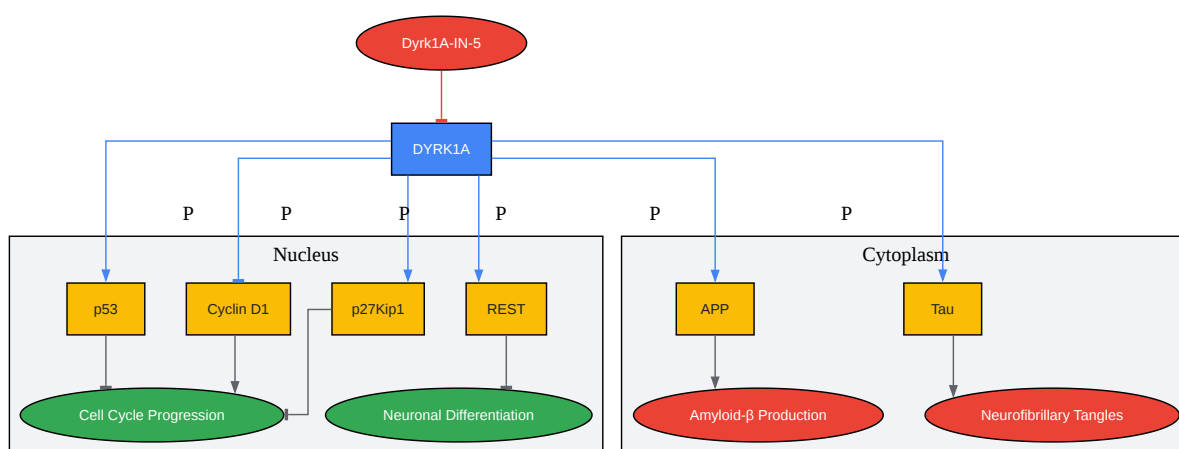 Dyrk1A-IN-5
DYRK1A
P P P P P P
Nucleus Cytoplasm
p53 Cyclin D1 p27Kip1 REST APP Tau
Cell Cycle Progression Neuronal Differentiation Amyloid-β Production Neurofibrillary Tangles